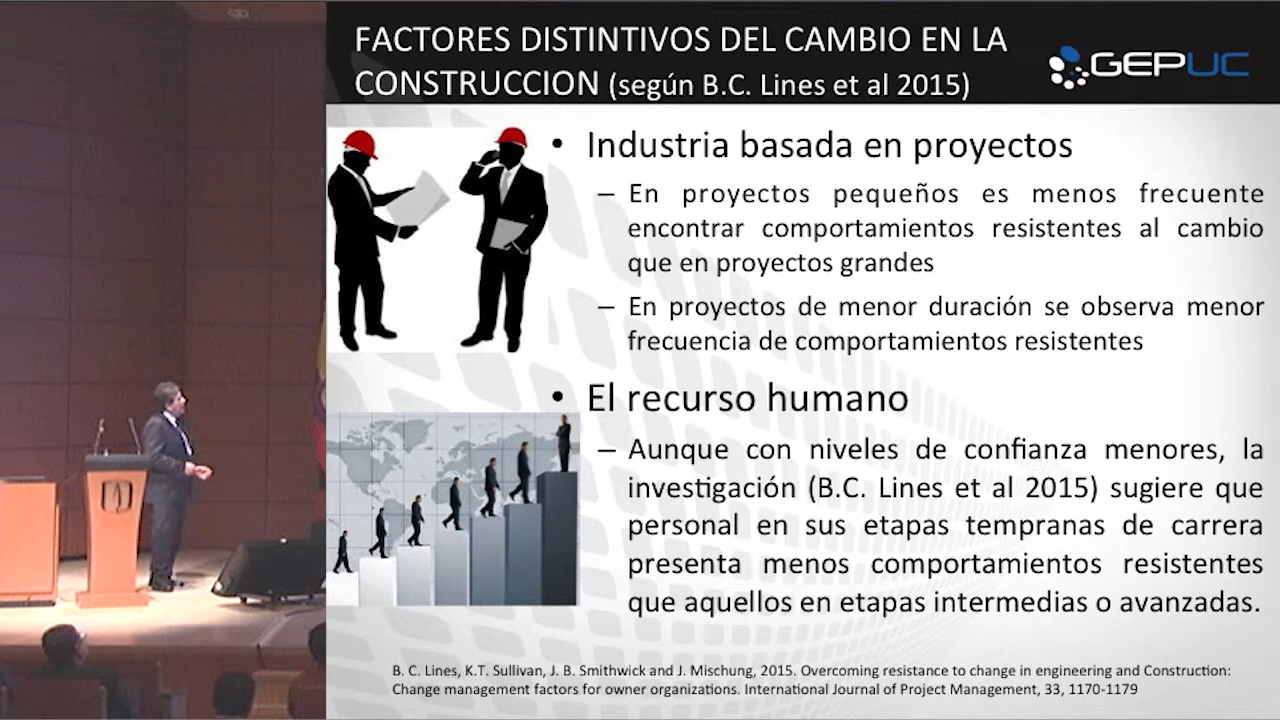 FACTORES DISTINTIVOS DEL CAMBIO EN LA
CONSTRUCCION (según B.C. Lines et al 2015)
GEPUC
• Industria basada en proyectos
– En proyectos pequeños es menos frecuente
encontrar comportamientos resistentes al cambio
que en proyectos grandes
– En proyectos de menor duración se observa menor
frecuencia de comportamientos resistentes
• El recurso humano
– Aunque con niveles de confianza menores, la
investigación (B.C. Lines et al 2015) sugiere que
personal en sus etapas tempranas de carrera
presenta menos comportamientos resistentes
que aquellos en etapas intermedias o avanzadas.
B. C. Lines, K.T. Sullivan, J. B. Smithwick and J. Mischung, 2015. Overcoming resistance to change in engineering and Construction:
Change management factors for owner organizations. International Journal of Project Management, 33, 1170-1179